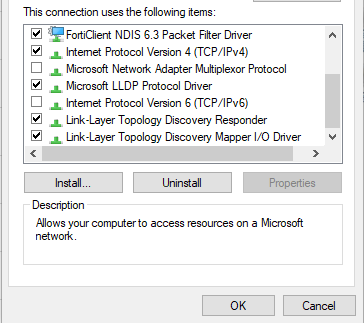 This connection uses the following items:
FortiClient NDIS 6.3 Packet Filter Driver
Internet Protocol Version 4 (TCP/IPv4)
Microsoft Network Adapter Multiplexor Protocol
Microsoft LLDP Protocol Driver
Internet Protocol Version 6 (TCP/IPv6)
Link-Layer Topology Discovery Responder
Link-Layer Topology Discovery Mapper I/O Driver
Install... Uninstall Properties
Description
Allows your computer to access resources on a Microsoft
network.
OK Cancel